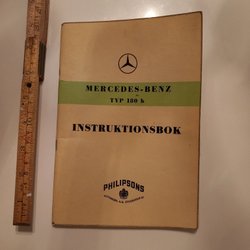 MERCEDES-BENZ
TYP 180 b
INSTRUKTIONSBOK
PHILIPSONS